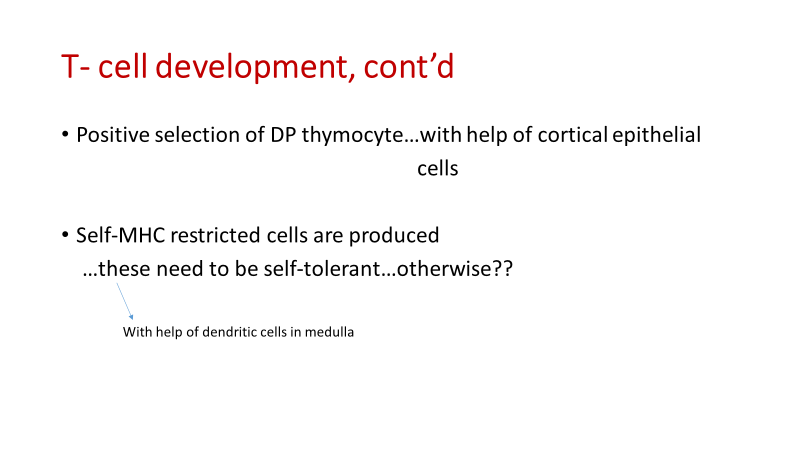 T- cell development, cont’d
• Positive selection of DP thymocyte…with help of cortical epithelial
cells
• Self-MHC restricted cells are produced
…these need to be self-tolerant…otherwise??
With help of dendritic cells in medulla